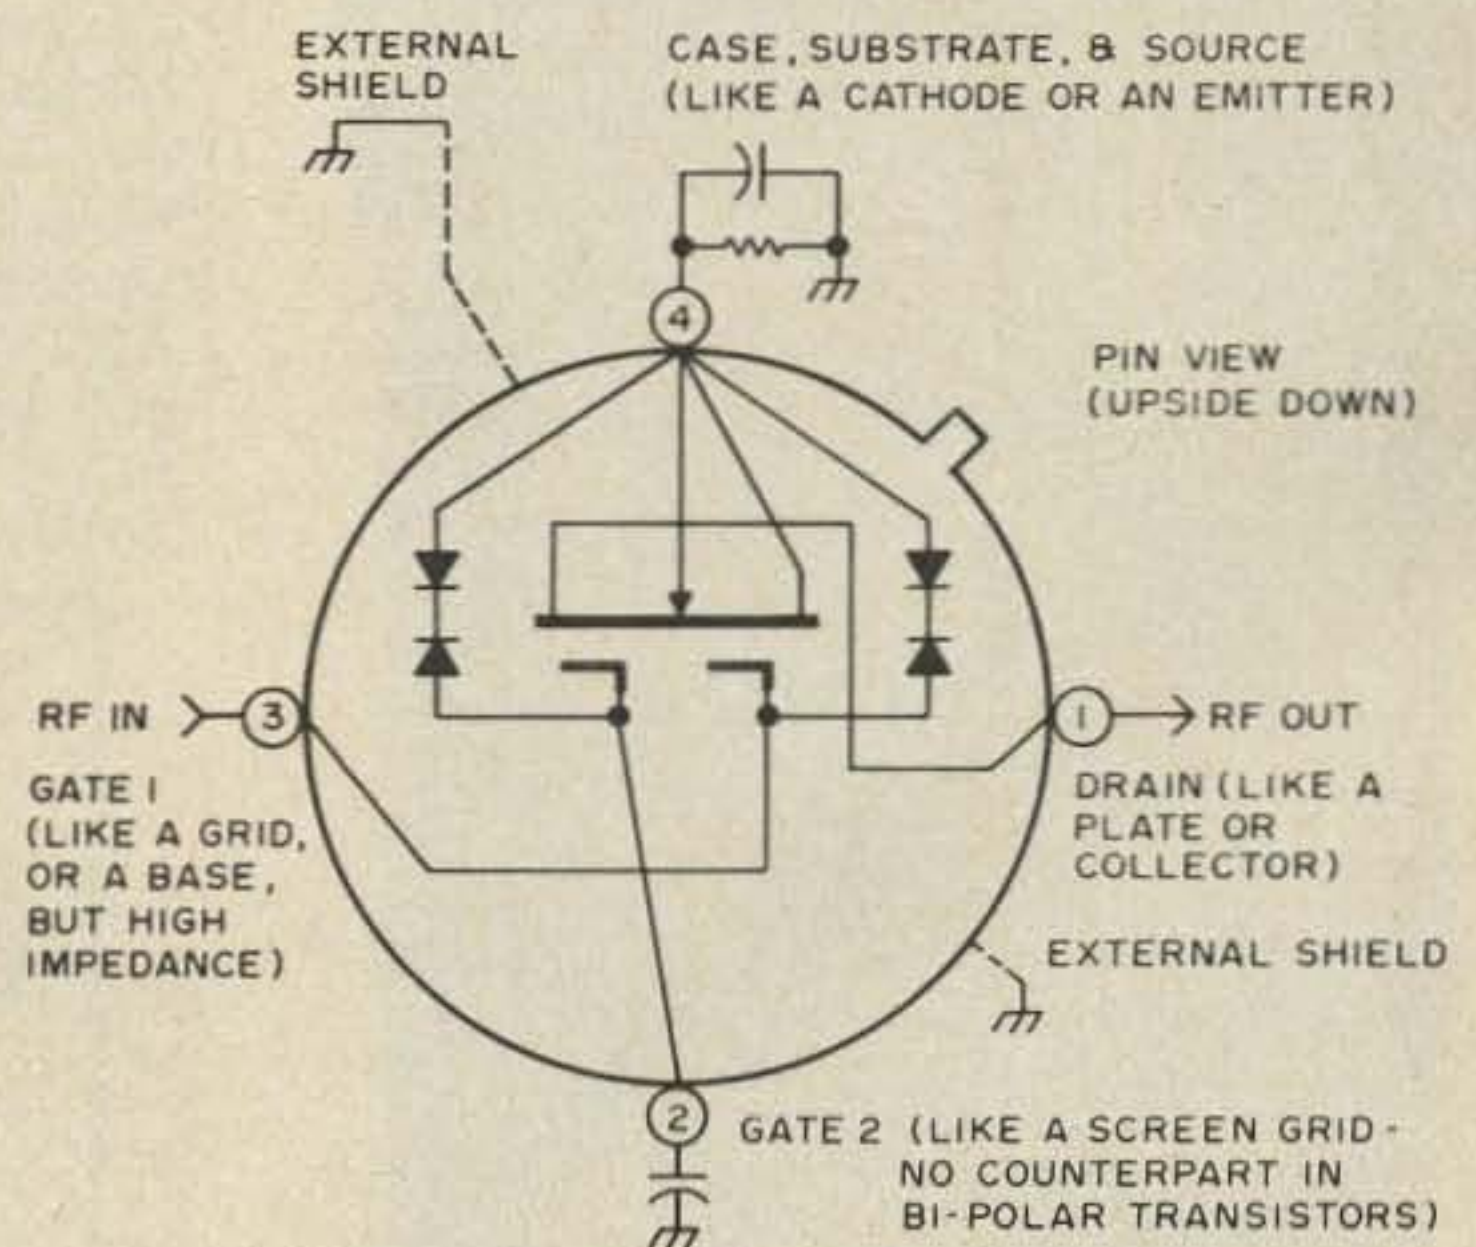 EXTERNAL
SHIELD
CASE, SUBSTRATE, & SOURCE
(LIKE A CATHODE OR AN EMITTER)
4
PIN VIEW
(UPSIDE DOWN)
RF IN
3
1
RF OUT
GATE 1
(LIKE A GRID,
OR A BASE,
BUT HIGH
IMPEDANCE)
DRAIN (LIKE A
PLATE OR
COLLECTOR)
EXTERNAL SHIELD
2
GATE 2 (LIKE A SCREEN GRID-
NO COUNTERPART IN
BI-POLAR TRANSISTORS)